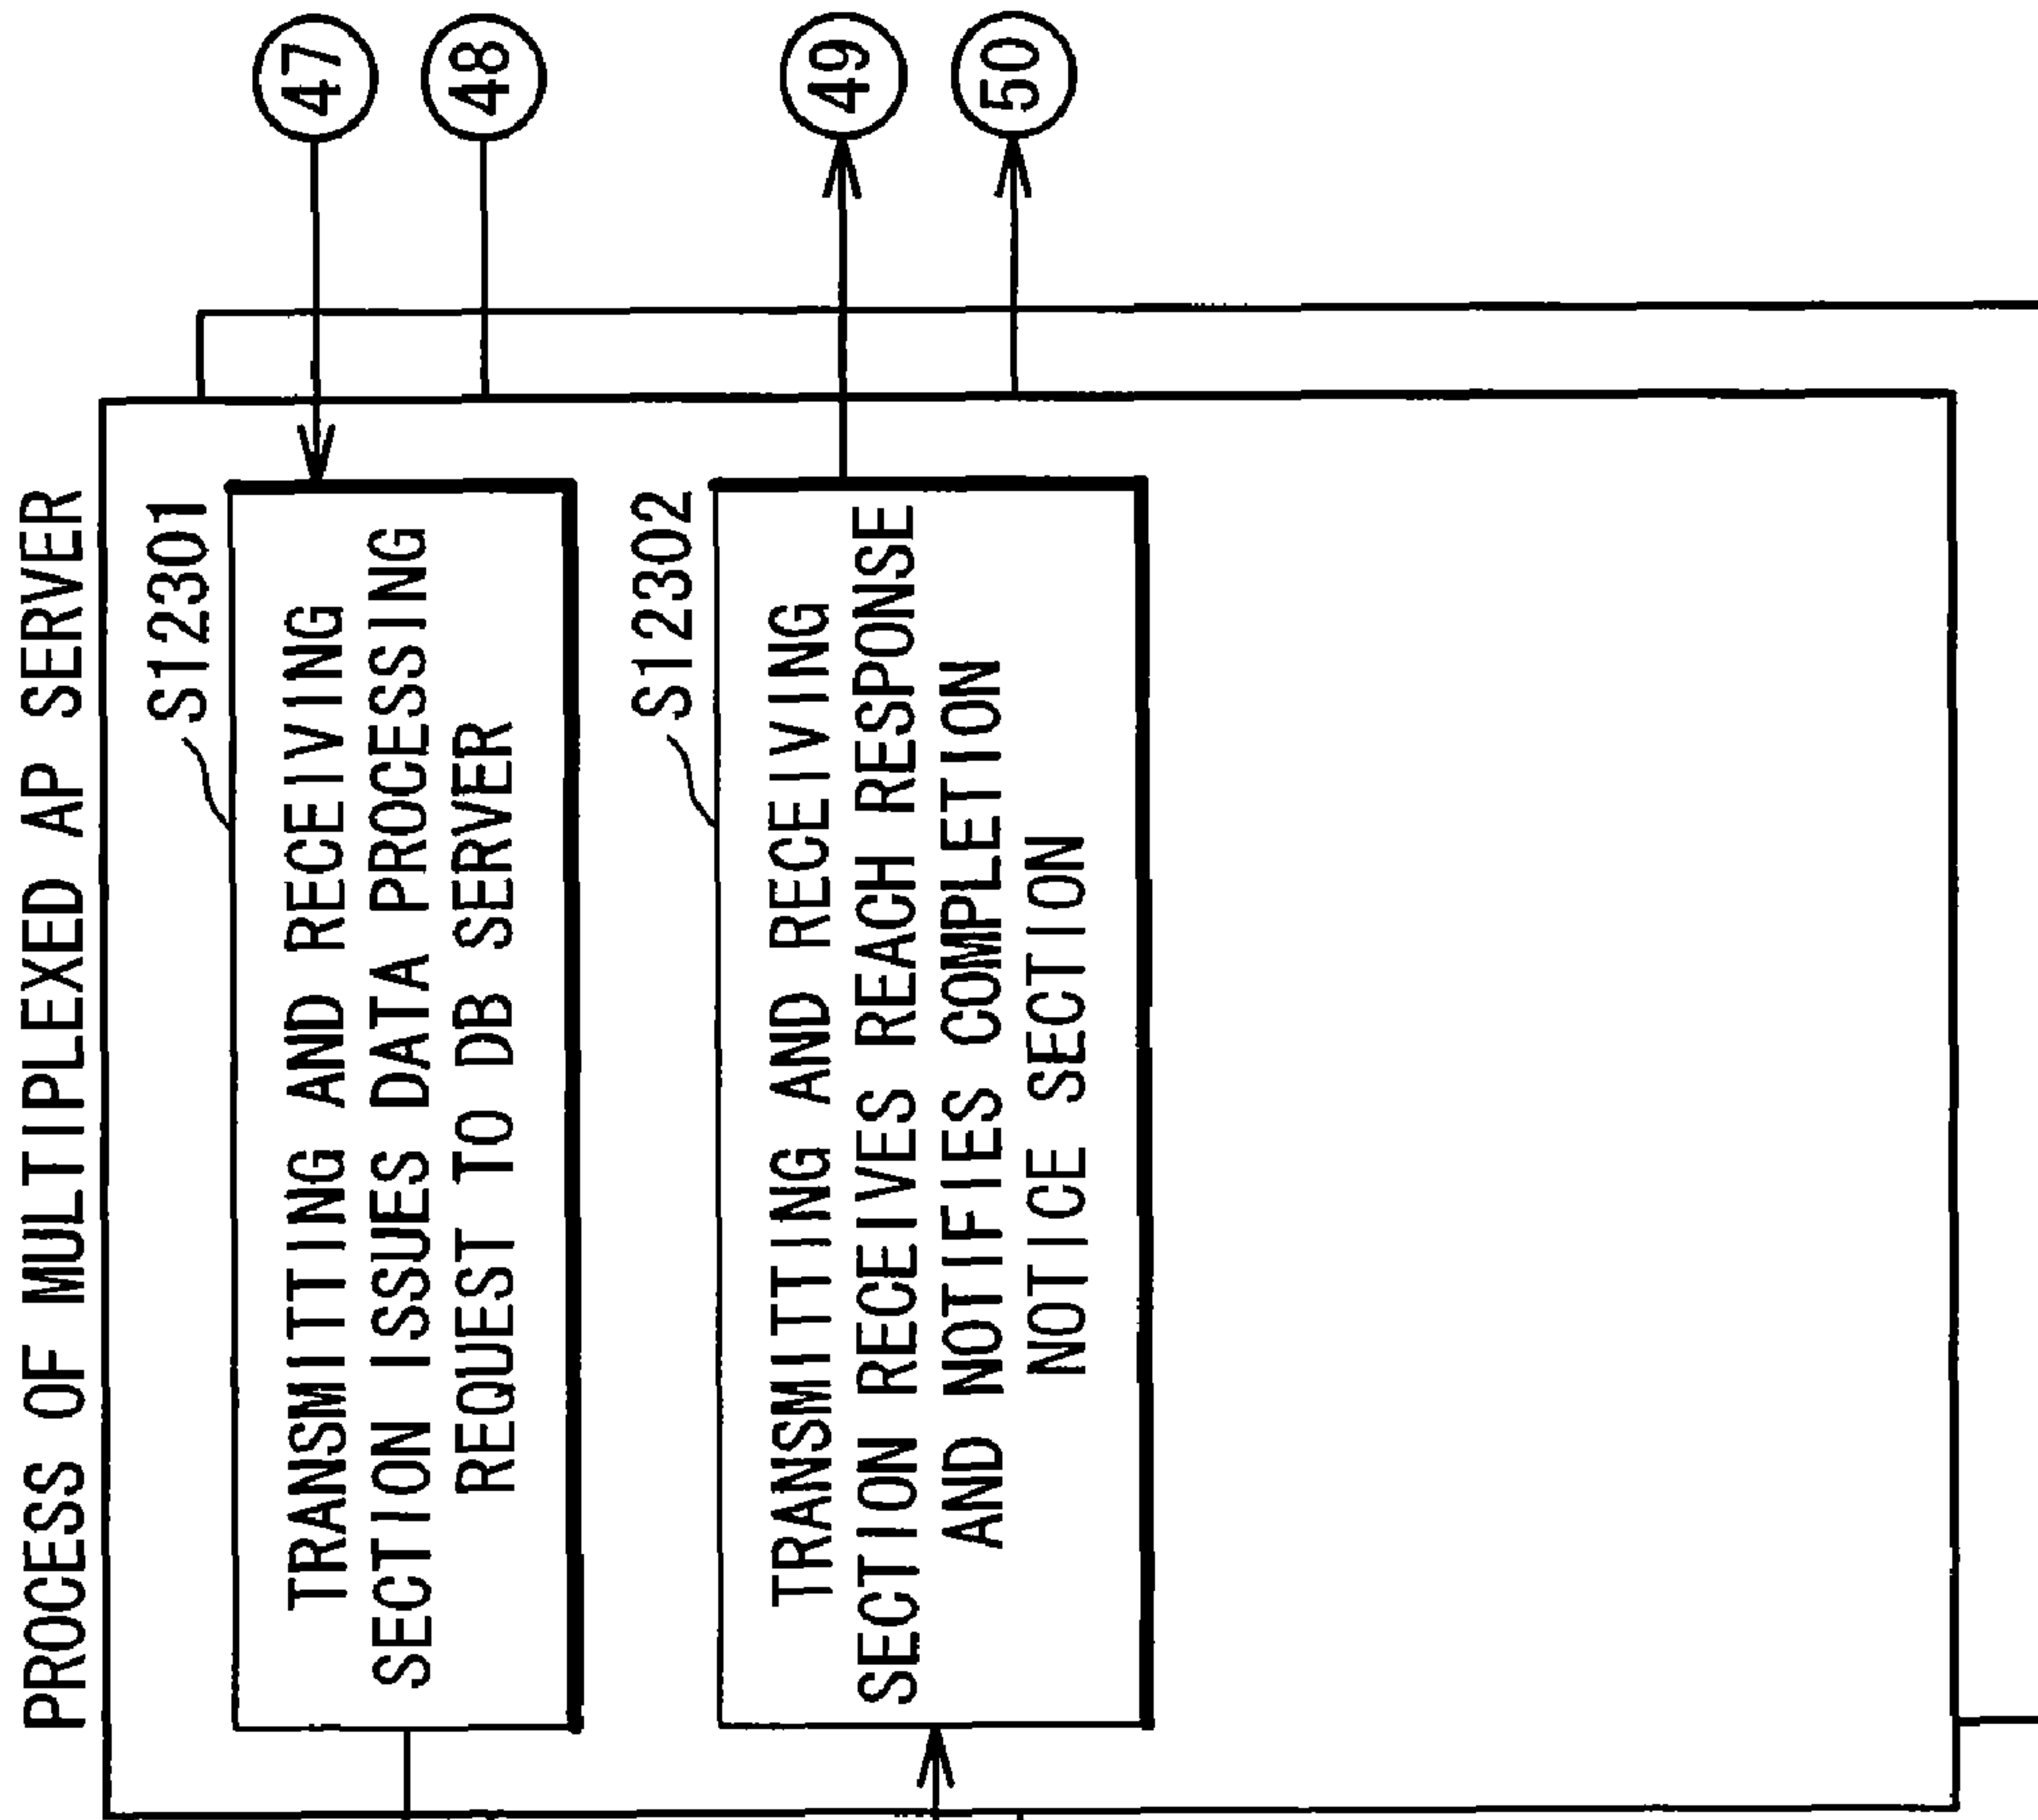 PROCESS OF MULTIPLEXED AP SERVER
S12301
TRANSMITTING AND RECEIVING
SECTION ISSUES DATA PROCESSING
REQUEST TO DB SERVER
S12302
TRANSMITTING AND RECEIVING
SECTION RECEIVES REACH RESPONSE
AND NOTIFIES COMPLETION
NOTICE SECTION
47
48
49
50